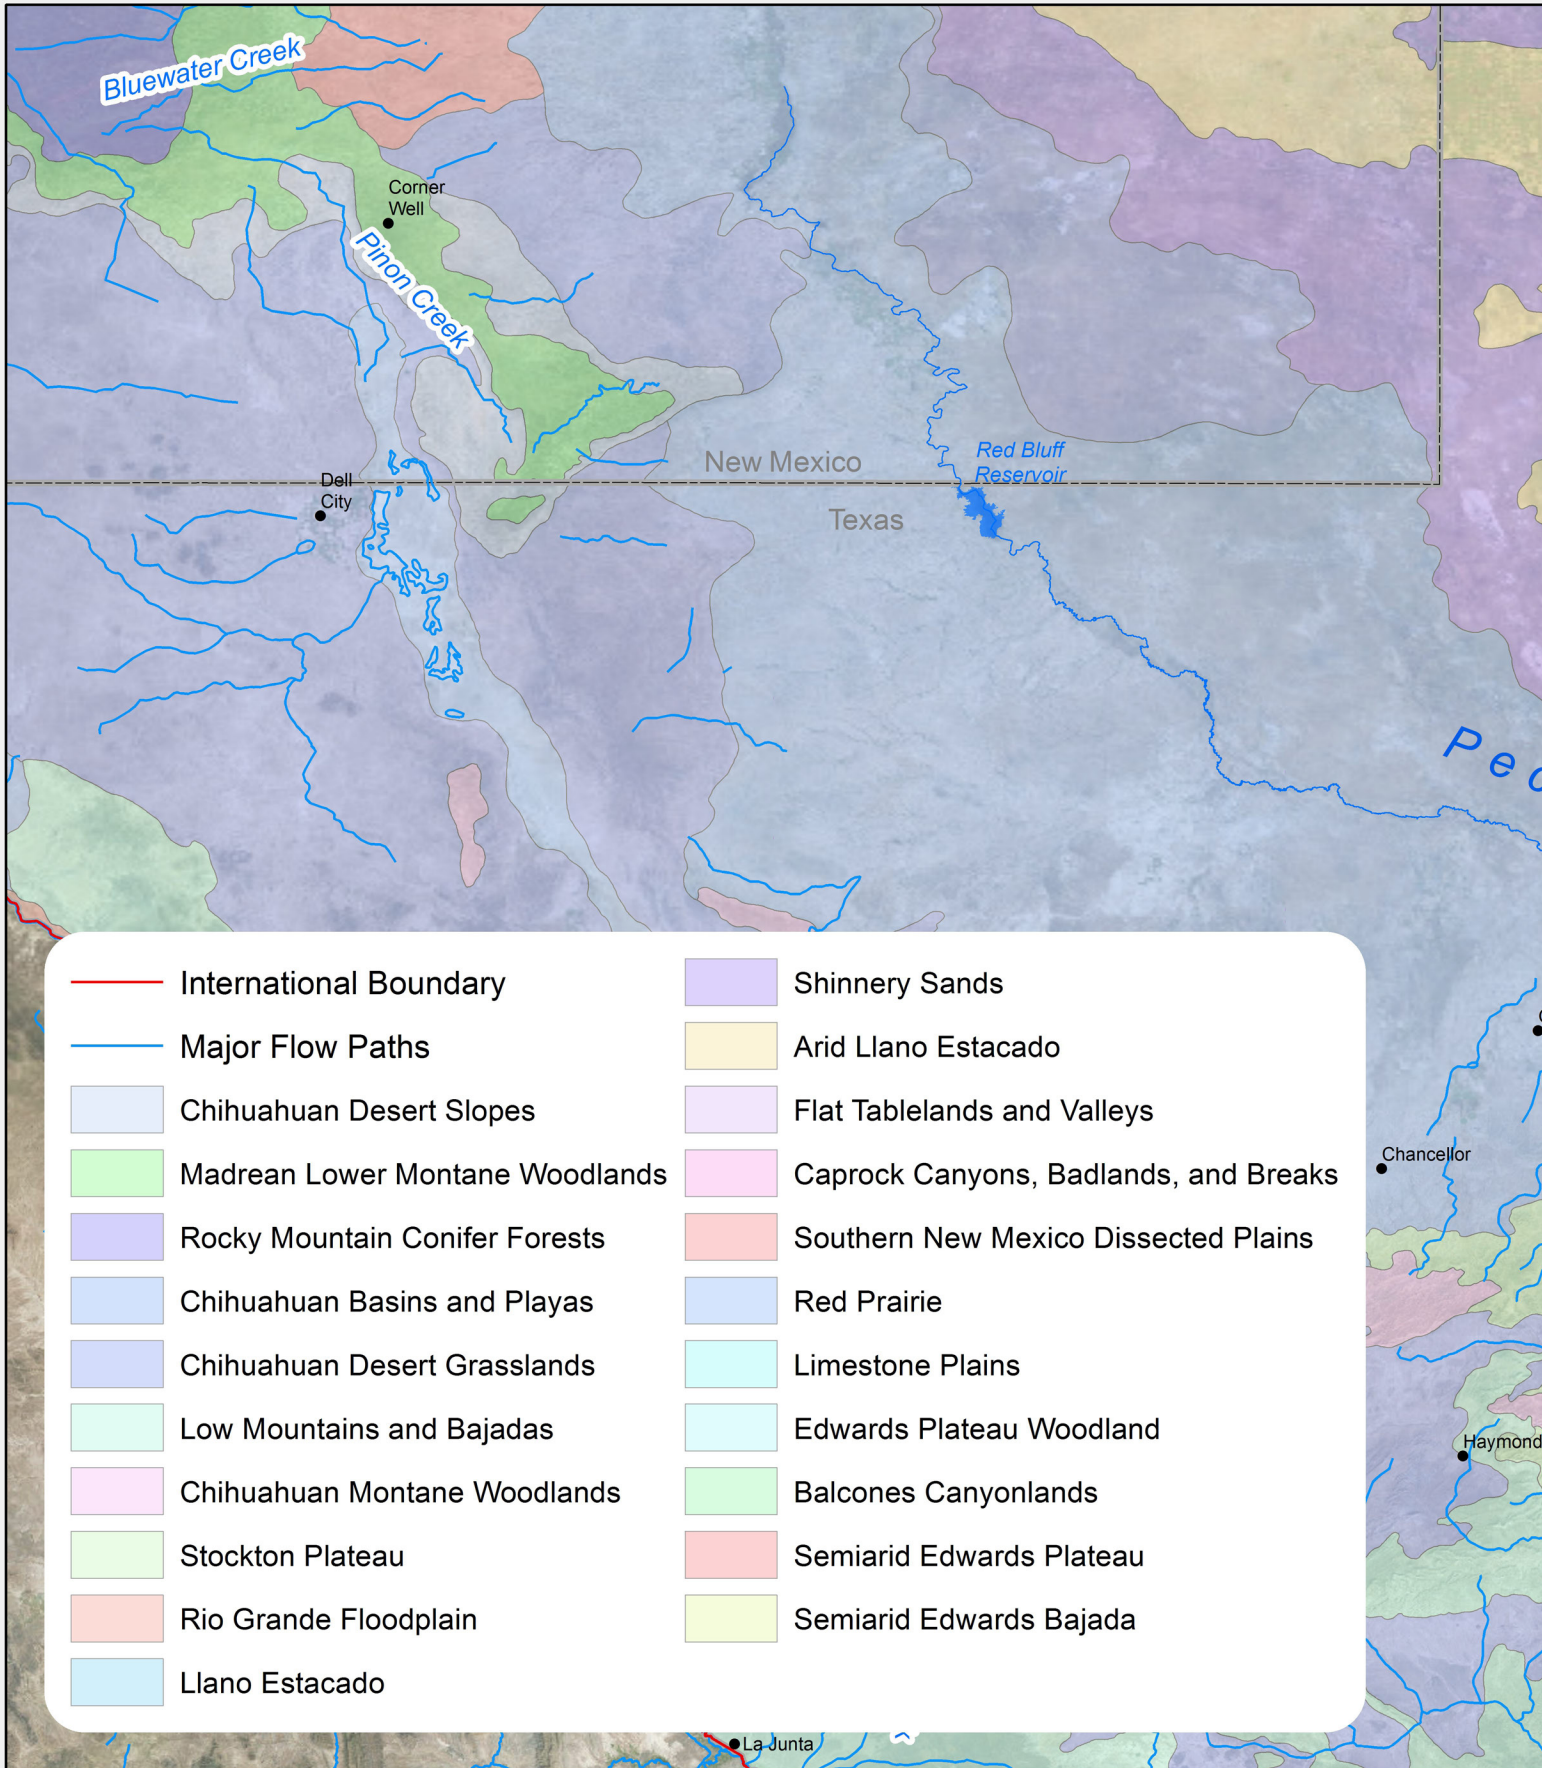 Bluewater Creek
Corner
Well
Pinon Creek
New Mexico
Red Bluff
Reservoir
Dell
City
Texas
Pec
International Boundary
Major Flow Paths
Chihuahuan Desert Slopes
Madrean Lower Montane Woodlands
Rocky Mountain Conifer Forests
Chihuahuan Basins and Playas
Chihuahuan Desert Grasslands
Low Mountains and Bajadas
Chihuahuan Montane Woodlands
Stockton Plateau
Rio Grande Floodplain
Llano Estacado
Shinnery Sands
Arid Llano Estacado
Flat Tablelands and Valleys
Caprock Canyons, Badlands, and Breaks
Southern New Mexico Dissected Plains
Red Prairie
Limestone Plains
Edwards Plateau Woodland
Balcones Canyonlands
Semiarid Edwards Plateau
Semiarid Edwards Bajada
Chancellor
Haymond
La Junta